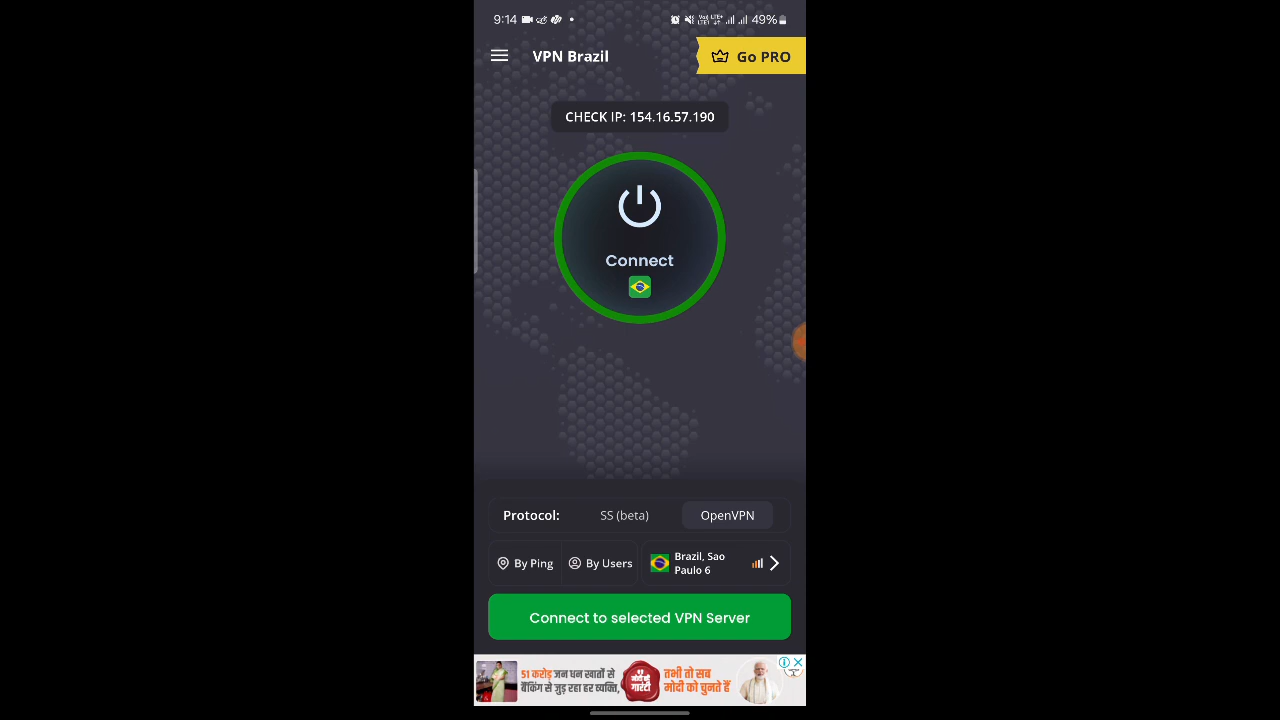 9:14
49%
VPN Brazil
Go PRO
CHECK IP: 154.16.57.190
Connect
Protocol: SS (beta) OpenVPN
By Ping By Users
Brazil, Sao
Paulo 6
Connect to selected VPN Server
51 करोड़ जन धन खातों से
बैंकिंग से जुड़ रहा हर व्यक्ति,
मोदी की
गारंटी
तभी तो सब
मोदी को चुनते हैं